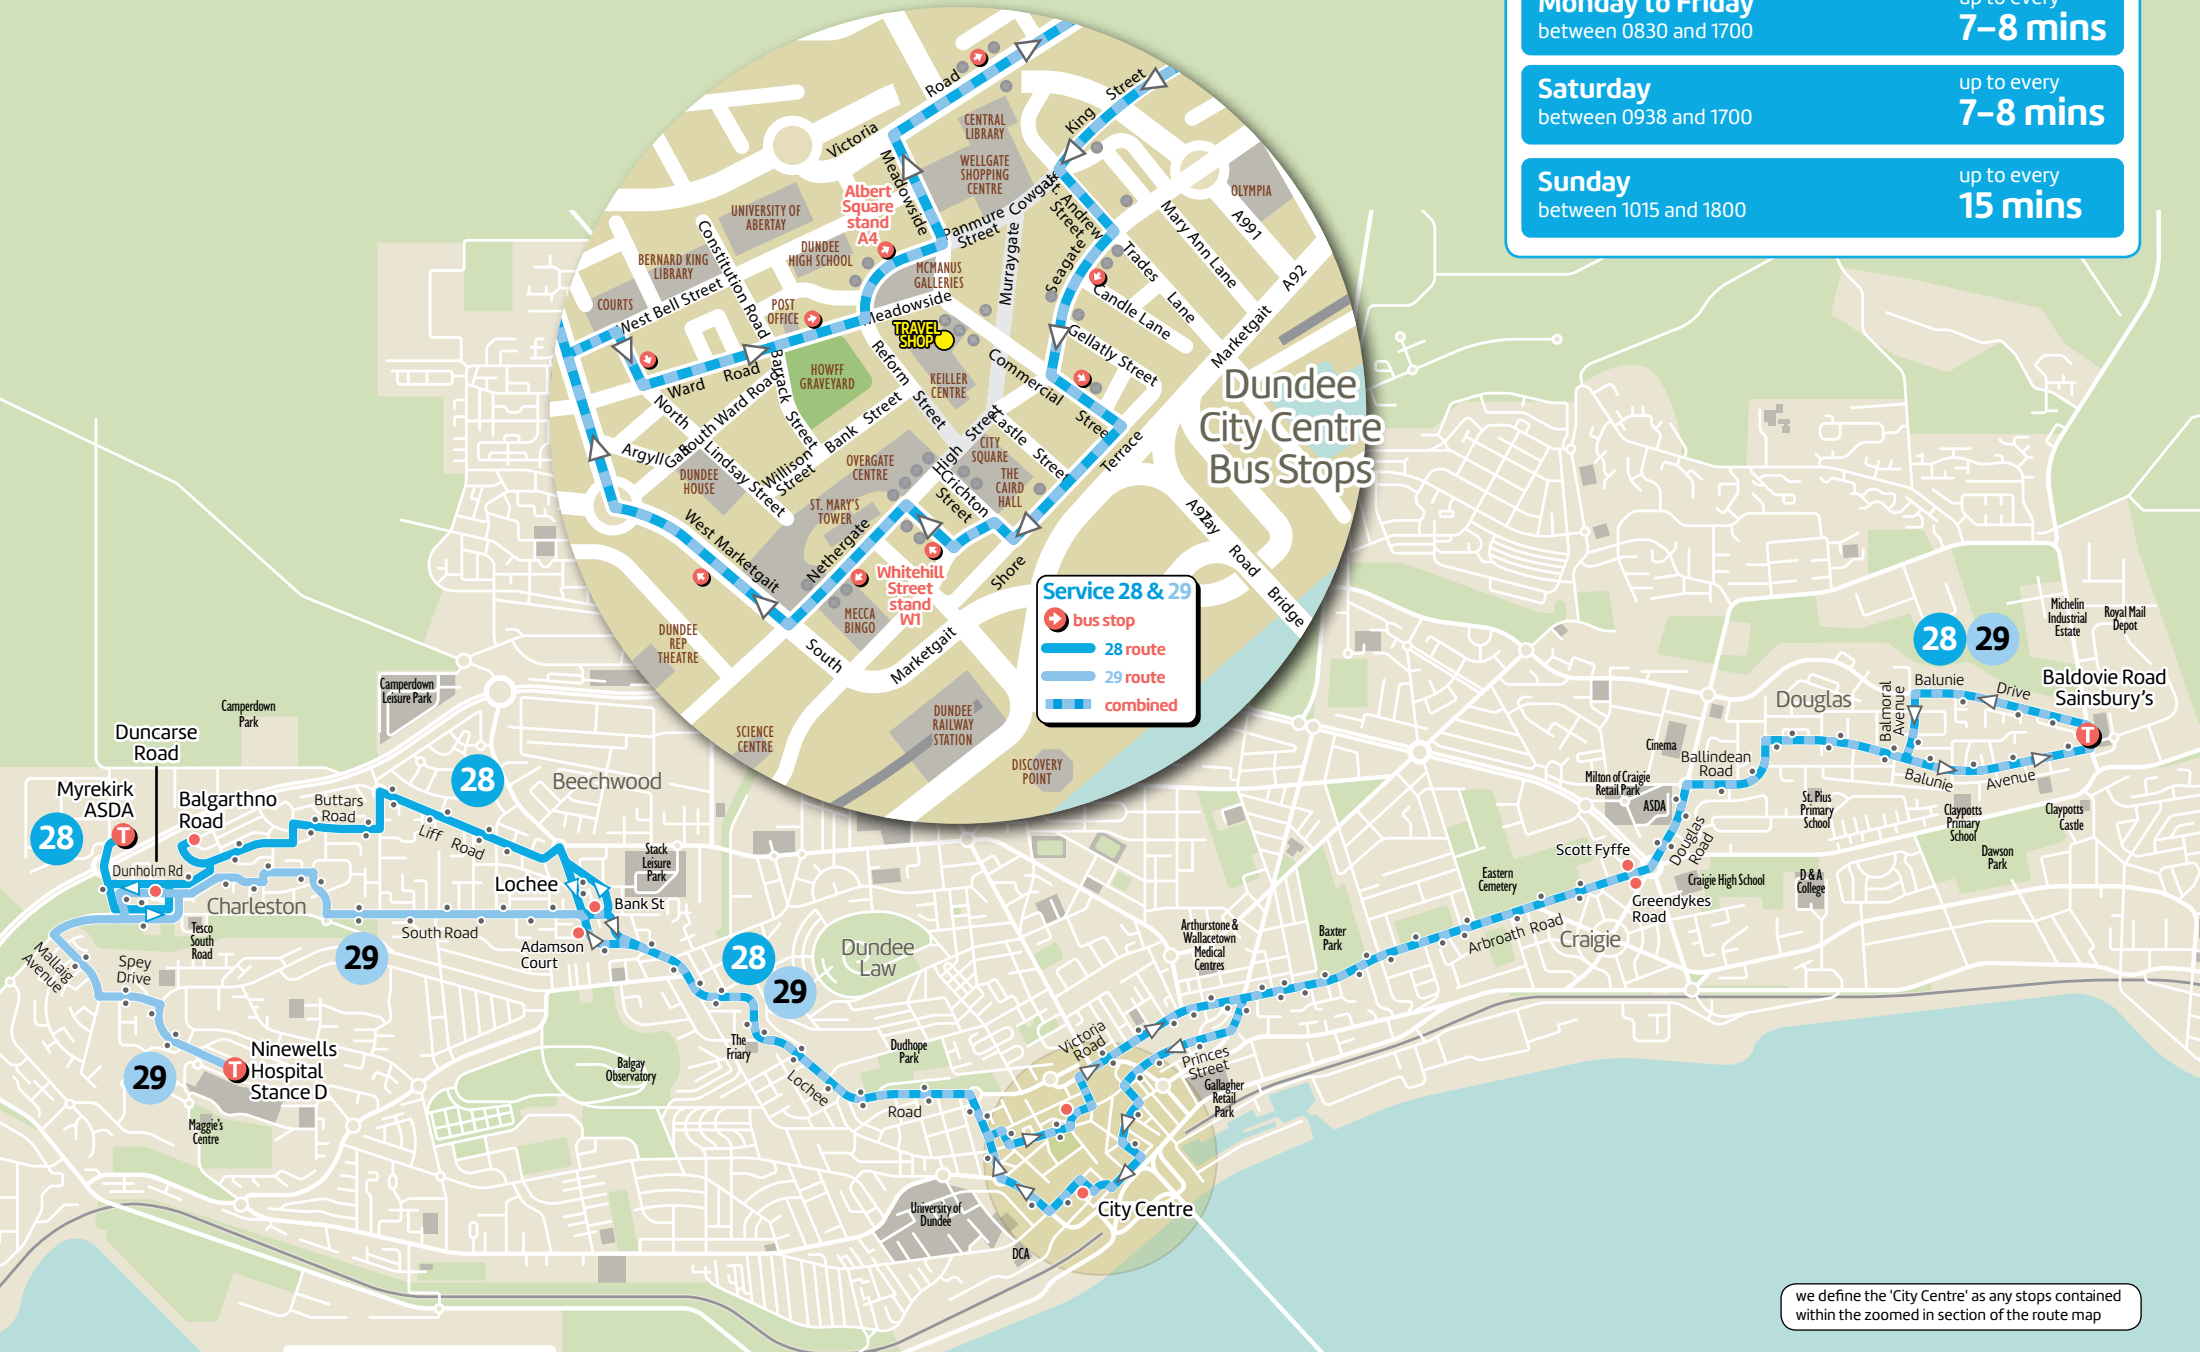 Monday to Friday
between 0830 and 1700
up to every
7–8 mins
Saturday
between 0938 and 1700
up to every
7–8 mins
Sunday
between 1015 and 1800
up to every
15 mins
Road
Victoria
Street
King
CENTRAL
LIBRARY
WELLGATE
SHOPPING
CENTRE
Meadowside
Albert
Square
stand
A4
UNIVERSITY OF
ABERTAY
DUNDEE
HIGH SCHOOL
BERNARD KING
LIBRARY
Constitution Road
COURTS
West Bell Street
POST
OFFICE
Panmure
Street
Cowgate
St. Andrew
Street
OLYMPIA
A991
Mary Ann Lane
Murraygate
Seagate
Trades
Lane
Candle Lane
A92
Marketgait
MCMANUS
GALLERIES
Meadowside
TRAVEL
SHOP
Gellatly Street
Ward Road
Barrack Street
HOWFF
GRAVEYARD
Reform Street
KEILLER
CENTRE
Commercial Street
North Lindsay Street
South Ward Road
Argyll Gait
Bank Street
Willison
Street
High Street
Castle Street
CITY
SQUARE
Terrace
DUNDEE
HOUSE
OVERGATE
CENTRE
ST. MARY'S
TOWER
Crichton
Street
THE
CAIRD
HALL
West Marketgait
Nethergate
Shore
A92
Tay Road Bridge
Whitehill
Street
stand
W1
MECCA
BINGO
DUNDEE
REP
THEATRE
South Marketgait
SCIENCE
CENTRE
DUNDEE
RAILWAY
STATION
DISCOVERY
POINT
Dundee
City Centre
Bus Stops
Service 28 & 29
bus stop
28 route
29 route
combined
Michelin
Industrial
Estate
Royal Mail
Depot
28
29
Baldovie Road
Sainsbury's
T
Balunie Drive
Balmoral
Avenue
Douglas
Balunie Avenue
Cinema
Ballindean
Road
Milton of Craigie
Retail Park
ASDA
St. Pius
Primary
School
Claypotts
Primary
School
Claypotts
Castle
Dawson
Park
Douglas
Road
Scott Fyffe
Craigie High School
D & A
College
Greendykes
Road
Eastern
Cemetery
Arbroath Road
Craigie
Baxter
Park
Arthurstone &
Wallacetown
Medical
Centres
Camperdown
Leisure Park
Camperdown
Park
Duncarse
Road
Myrekirk
ASDA
28
T
Balgarthno
Road
Buttars
Road
28
Liff Road
Beechwood
Stack
Leisure
Park
Dunholm Rd
Lochee
Bank St
Charleston
Tesco
South
Road
South Road
Adamson
Court
29
Mallaig
Avenue
Spey
Drive
28
29
Dundee
Law
The
Friary
Dudhope
Park
Victoria
Road
Princes
Street
Gallagher
Retail
Park
Ninewells
Hospital
Stance D
T
29
Maggie's
Centre
Balgay
Observatory
Lochee Road
City Centre
University of
Dundee
DCA
we define the 'City Centre' as any stops contained
within the zoomed in section of the route map